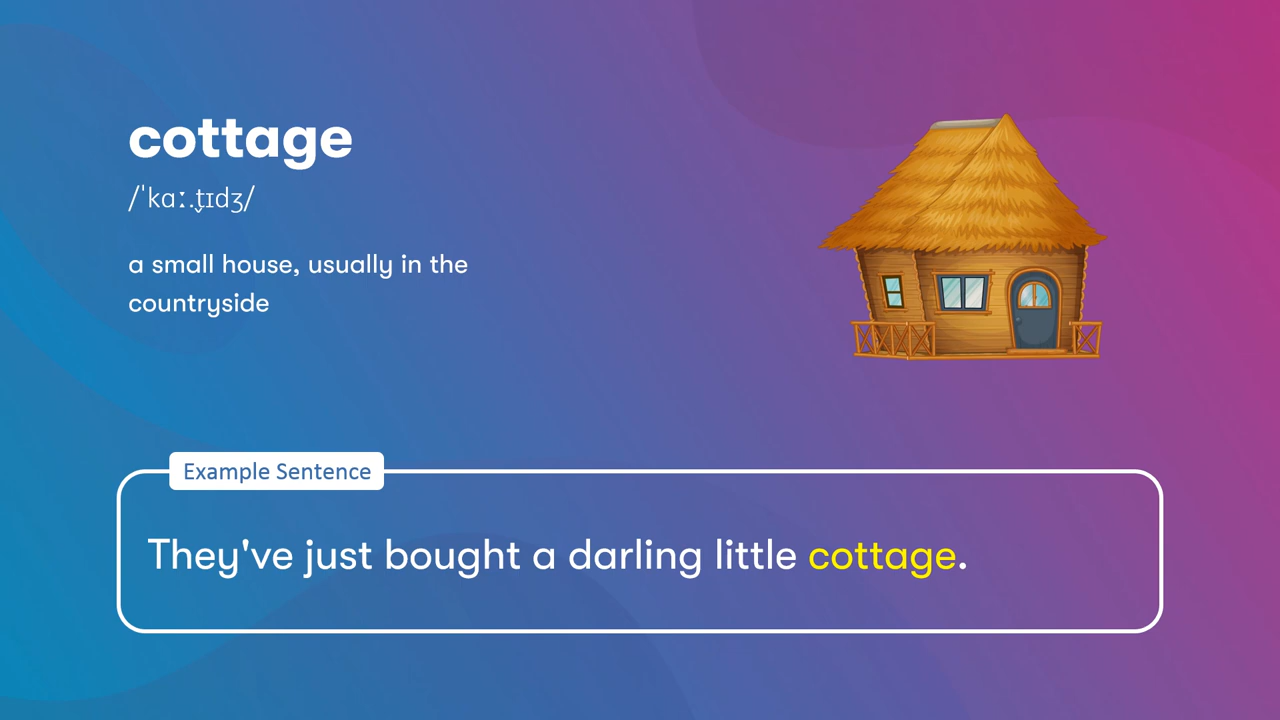 cottage
/ˈkɑː.t̬ɪdʒ/
a small house, usually in the
countryside
Example Sentence
They've just bought a darling little cottage.